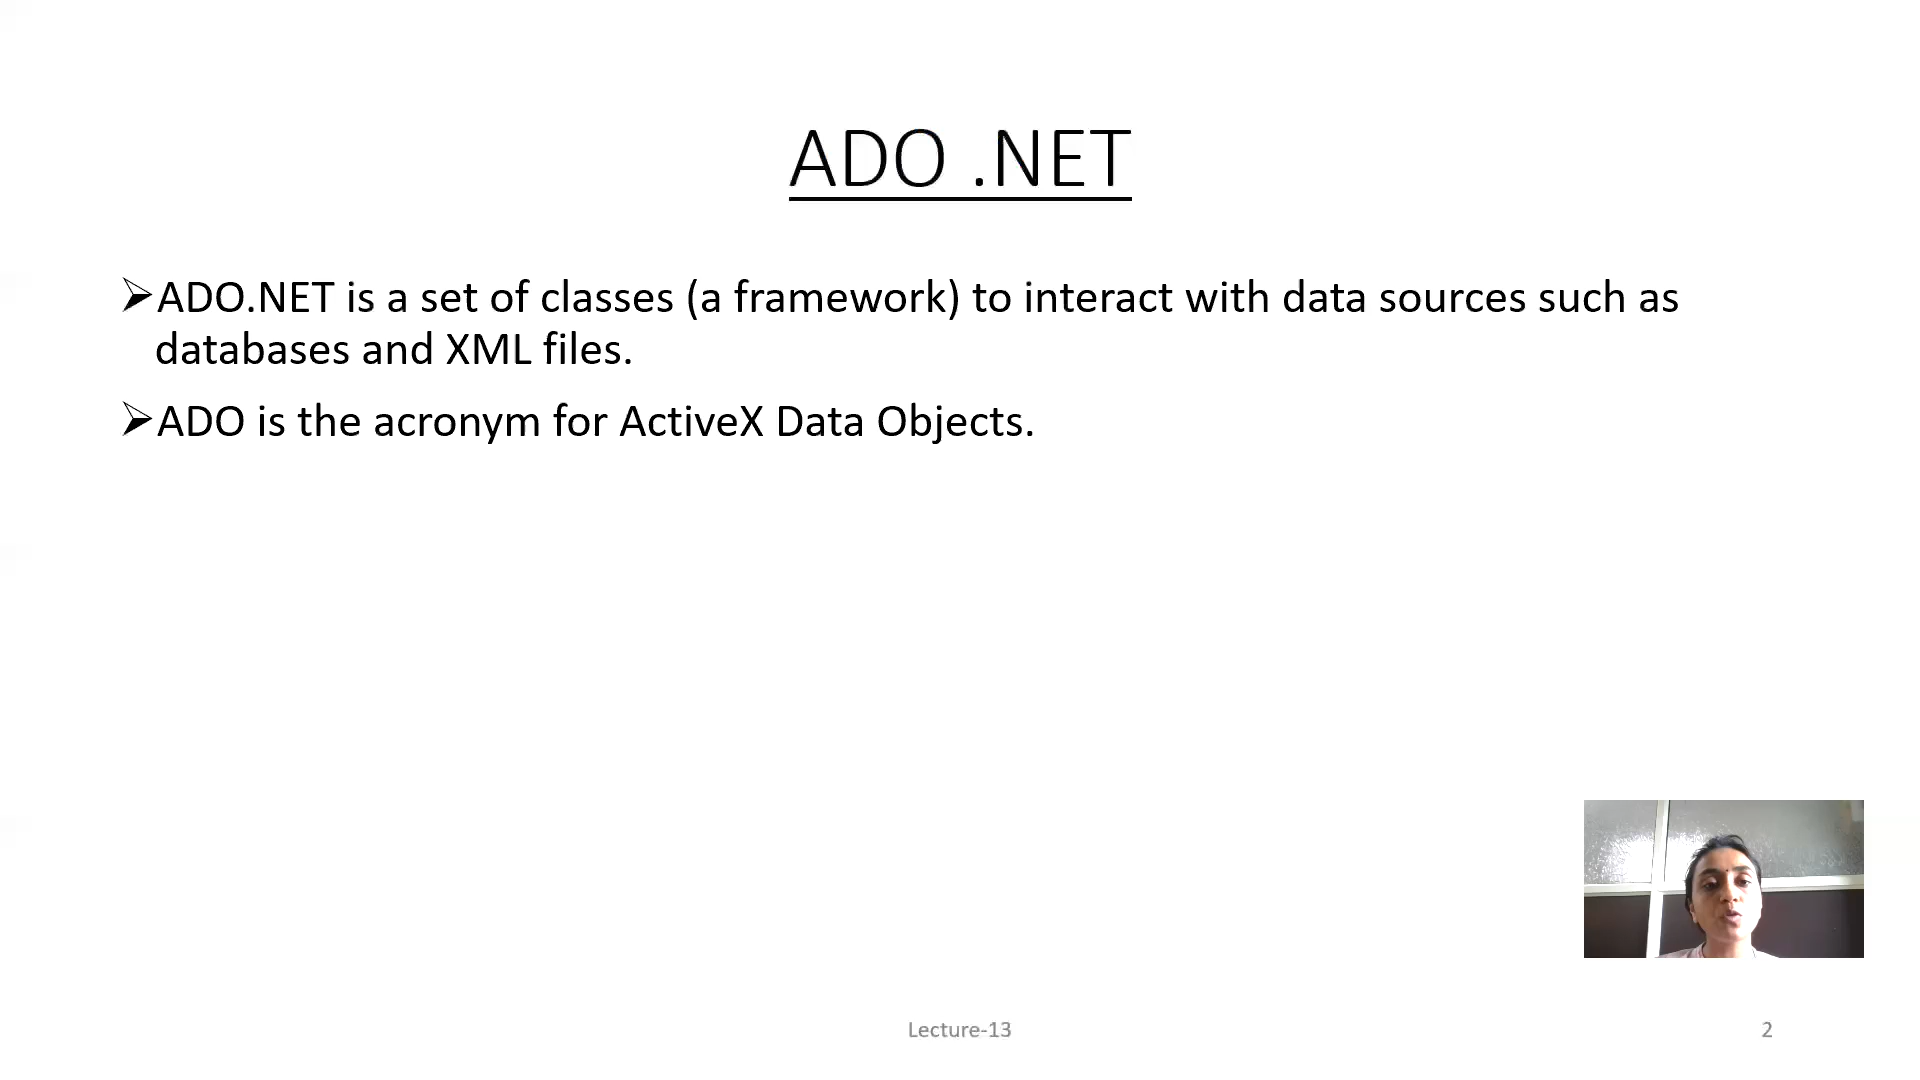 ADO .NET
➢ADO.NET is a set of classes (a framework) to interact with data sources such as
databases and XML files.
➢ADO is the acronym for ActiveX Data Objects.
Lecture-13
2